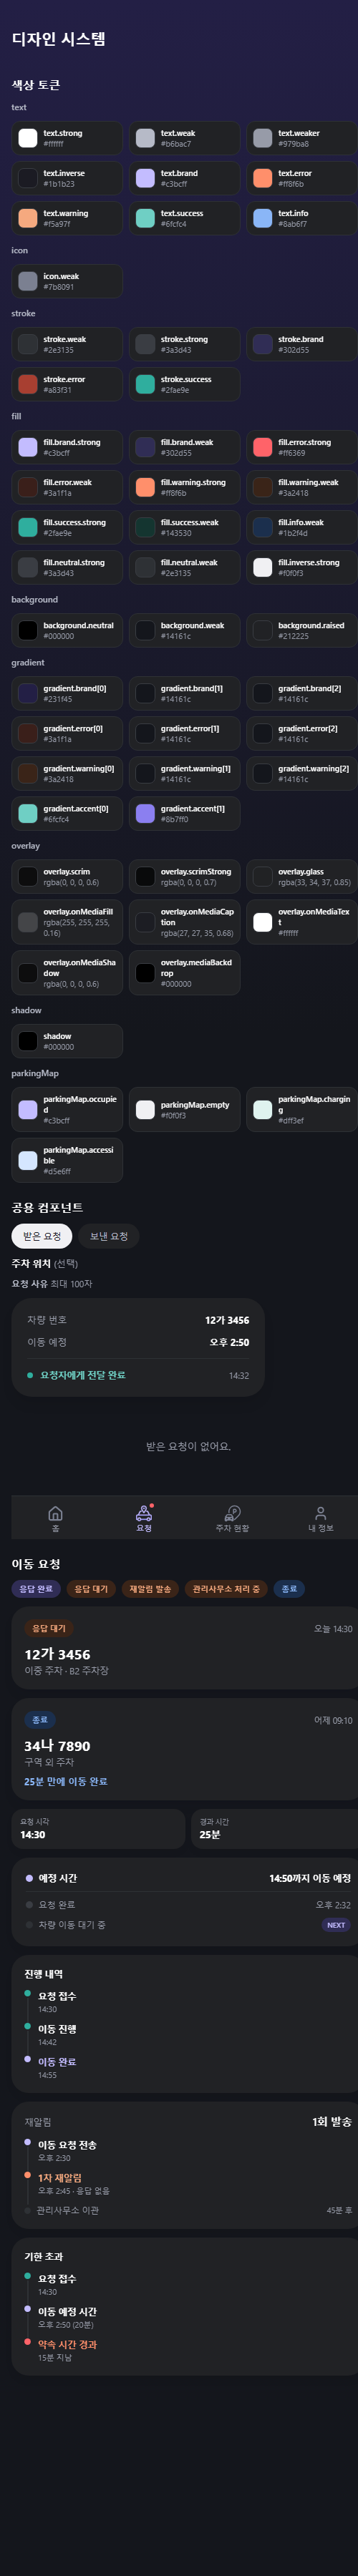 디자인 시스템
색상 토큰
text
text.strong
#ffffff
text.weak
#b6bac7
text.weaker
#979ba8
text.inverse
#1b1b23
text.brand
#c3bcff
text.error
#ff8f6b
text.warning
#f5a97f
text.success
#6fcfc4
text.info
#8ab6f7
icon
icon.weak
#7b8091
stroke
stroke.weak
#2e3135
stroke.strong
#3a3d43
stroke.brand
#302d55
stroke.error
#a83f31
stroke.success
#2fae9e
fill
fill.brand.strong
#c3bcff
fill.brand.weak
#302d55
fill.error.strong
#ff6369
fill.error.weak
#3a1f1a
fill.warning.strong
#ff8f6b
fill.warning.weak
#3a2418
fill.success.strong
#2fae9e
fill.success.weak
#143530
fill.info.weak
#1b2f4d
fill.neutral.strong
#3a3d43
fill.neutral.weak
#2e3135
fill.inverse.strong
#f0f0f3
background
background.neutral
#000000
background.weak
#14161c
background.raised
#212225
gradient
gradient.brand[0]
#231f45
gradient.brand[1]
#14161c
gradient.brand[2]
#14161c
gradient.error[0]
#3a1f1a
gradient.error[1]
#14161c
gradient.error[2]
#14161c
gradient.warning[0]
#3a2418
gradient.warning[1]
#14161c
gradient.warning[2]
#14161c
gradient.accent[0]
#6fcfc4
gradient.accent[1]
#8b7ff0
overlay
overlay.scrim
rgba(0, 0, 0, 0.6)
overlay.scrimStrong
rgba(0, 0, 0, 0.7)
overlay.glass
rgba(33, 34, 37, 0.85)
overlay.onMediaFill
rgba(255, 255, 255,
0.16)
overlay.onMediaCap
tion
rgba(27, 27, 35, 0.68)
overlay.onMediaTex
t
#ffffff
overlay.onMediaSha
dow
rgba(0, 0, 0, 0.6)
overlay.mediaBackd
rop
#000000
shadow
shadow
#000000
parkingMap
parkingMap.occupie
d
#c3bcff
parkingMap.empty
#f0f0f3
parkingMap.chargin
g
#dff3ef
parkingMap.accessi
ble
#d5e6ff
공용 컴포넌트
받은 요청
보낸 요청
주차 위치 (선택)
요청 사유 최대 100자
차량 번호 12가 3456
이동 예정 오후 2:50
요청자에게 전달 완료 14:32
받은 요청이 없어요.
홈
요청
P
주차 현황
내 정보
이동 요청
응답 완료
응답 대기
재알림 발송
관리사무소 처리 중
종료
응답 대기 오늘 14:30
12가 3456
이중 주차 · B2 주차장
종료 어제 09:10
34나 7890
구역 외 주차
25분 만에 이동 완료
요청 시각
14:30
경과 시간
25분
예정 시간 14:50까지 이동 예정
요청 완료 오후 2:32
차량 이동 대기 중 NEXT
진행 내역
요청 접수
14:30
이동 진행
14:42
이동 완료
14:55
재알림 1회 발송
이동 요청 전송
오후 2:30
1차 재알림
오후 2:45 · 응답 없음
관리사무소 이관 45분 후
기한 초과
요청 접수
14:30
이동 예정 시간
오후 2:50 (20분)
약속 시간 경과
15분 지남